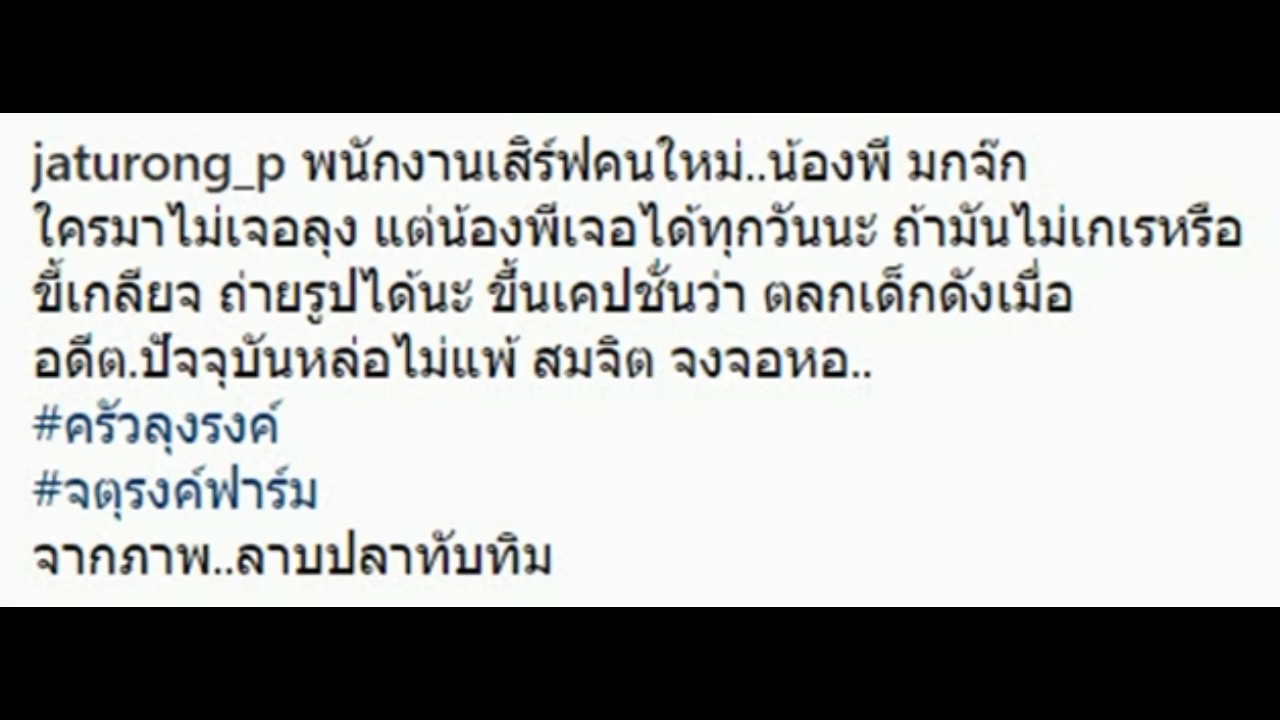 jaturong_p พนักงานเสิร์ฟคนใหม่..น้องพี มกจ๊ก
ใครมาไม่เจอลุง แต่น้องพีเจอได้ทุกวันนะ ถ้ามันไม่เกเรหรือ
ขี้เกลียจ ถ่ายรูปได้นะ ขึ้นเคปชั่นว่า ตลกเด็กดังเมื่อ
อดีต.ปัจจุบันหล่อไม่แพ้ สมจิต จงจอหอ..
#ครัวลุงรงค์
#จตุรงค์ฟาร์ม
จากภาพ..ลาบปลาทับทิม